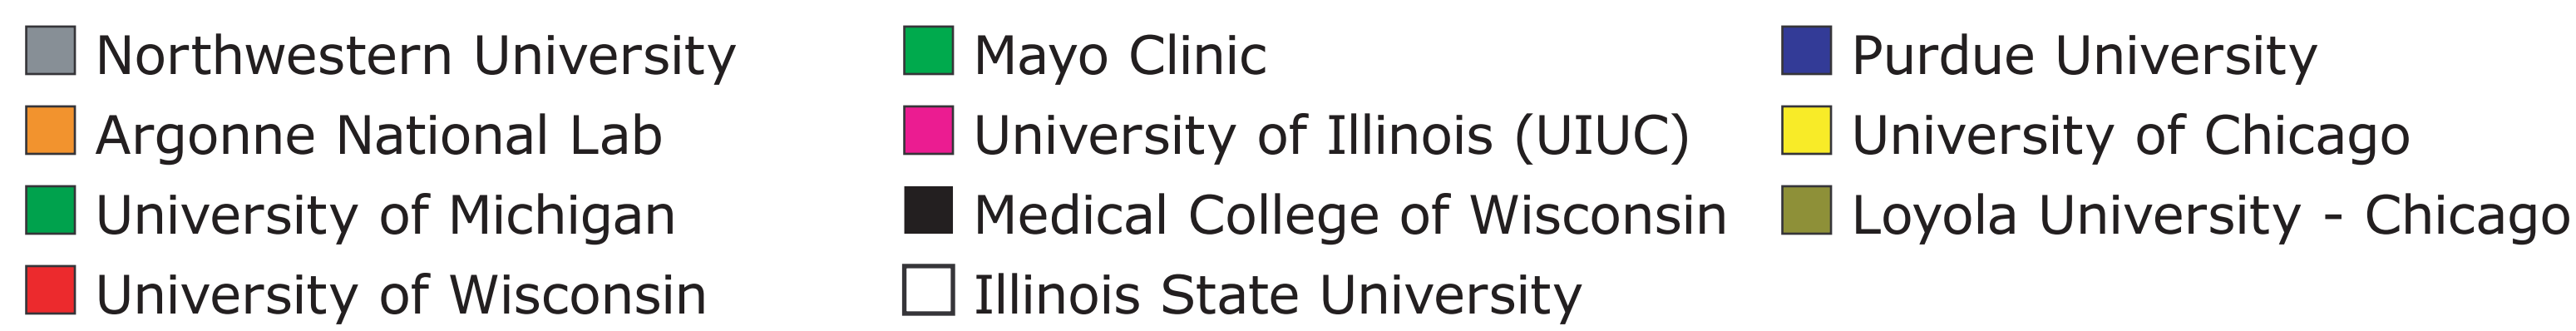 Northwestern University
Argonne National Lab
University of Michigan
University of Wisconsin
Mayo Clinic
University of Illinois (UIUC)
Medical College of Wisconsin
Illinois State University
Purdue University
University of Chicago
Loyola University - Chicago